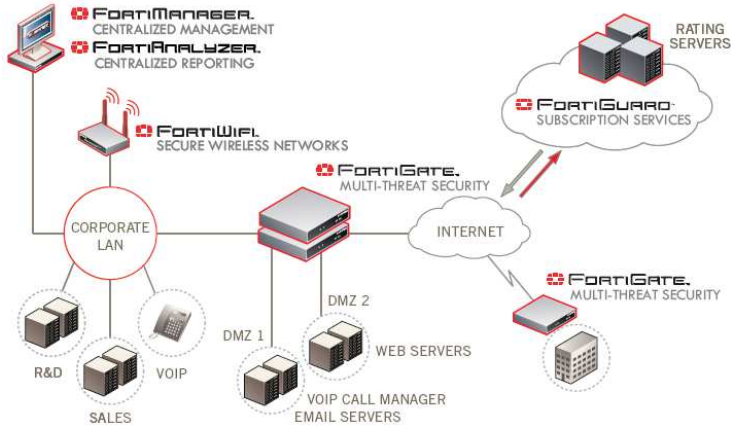 FORTIMANAGER
CENTRALIZED MANAGEMENT
FORTIANALYZER
CENTRALIZED REPORTING
RATING
SERVERS
FORTIGUARD
SUBSCRIPTION SERVICES
FORTIWIFI
SECURE WIRELESS NETWORKS
FORTIGATE
MULTI-THREAT SECURITY
CORPORATE
LAN
INTERNET
FORTIGATE
MULTI-THREAT SECURITY
DMZ 2
DMZ 1
R&D
VOIP
WEB SERVERS
SALES
VOIP CALL MANAGER
EMAIL SERVERS